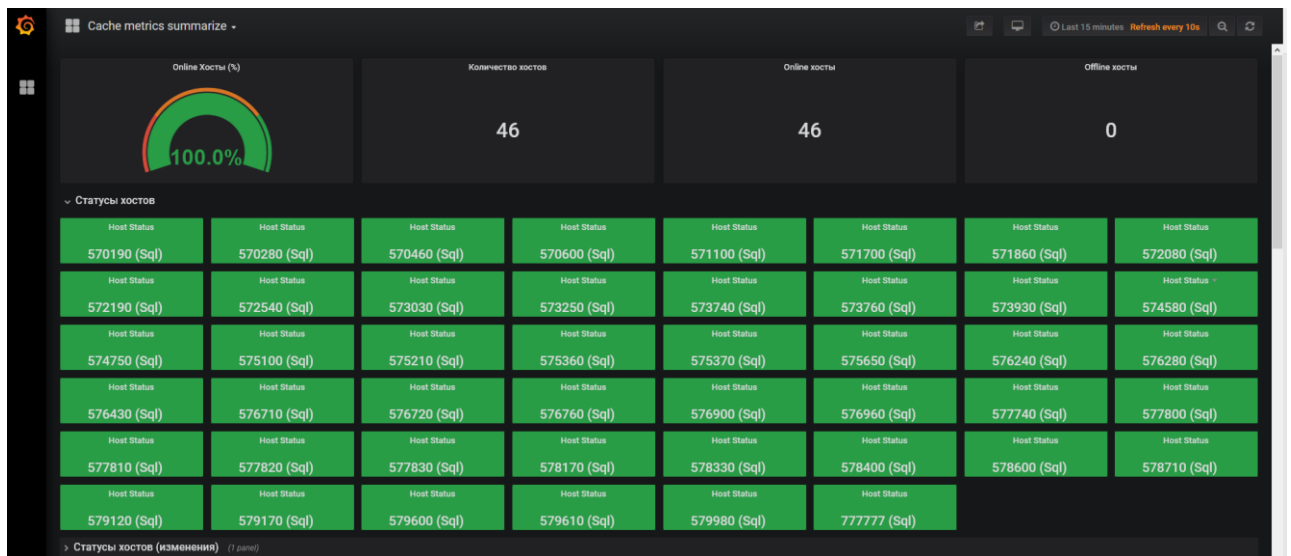 Cache metrics summarize
Last 15 minutes Refresh every 10s
Online Хосты (%)
100.0%
Количество хостов
46
Online хосты
46
Offline хосты
0
Статусы хостов
Host Status Host Status Host Status Host Status Host Status Host Status Host Status Host Status
570190 (Sql) 570280 (Sql) 570460 (Sql) 570600 (Sql) 571100 (Sql) 571700 (Sql) 571860 (Sql) 572080 (Sql)
Host Status Host Status Host Status Host Status Host Status Host Status Host Status Host Status
572190 (Sql) 572540 (Sql) 573030 (Sql) 573250 (Sql) 573740 (Sql) 573760 (Sql) 573930 (Sql) 574580 (Sql)
Host Status Host Status Host Status Host Status Host Status Host Status Host Status Host Status
574750 (Sql) 575100 (Sql) 575210 (Sql) 575360 (Sql) 575370 (Sql) 575650 (Sql) 576240 (Sql) 576280 (Sql)
Host Status Host Status Host Status Host Status Host Status Host Status Host Status Host Status
576430 (Sql) 576710 (Sql) 576720 (Sql) 576760 (Sql) 576900 (Sql) 576960 (Sql) 577740 (Sql) 577800 (Sql)
Host Status Host Status Host Status Host Status Host Status Host Status Host Status Host Status
577810 (Sql) 577820 (Sql) 577830 (Sql) 578170 (Sql) 578330 (Sql) 578400 (Sql) 578600 (Sql) 578710 (Sql)
Host Status Host Status Host Status Host Status Host Status Host Status
579120 (Sql) 579170 (Sql) 579600 (Sql) 579610 (Sql) 579980 (Sql) 777777 (Sql)
Статусы хостов (изменения) (1 panel)